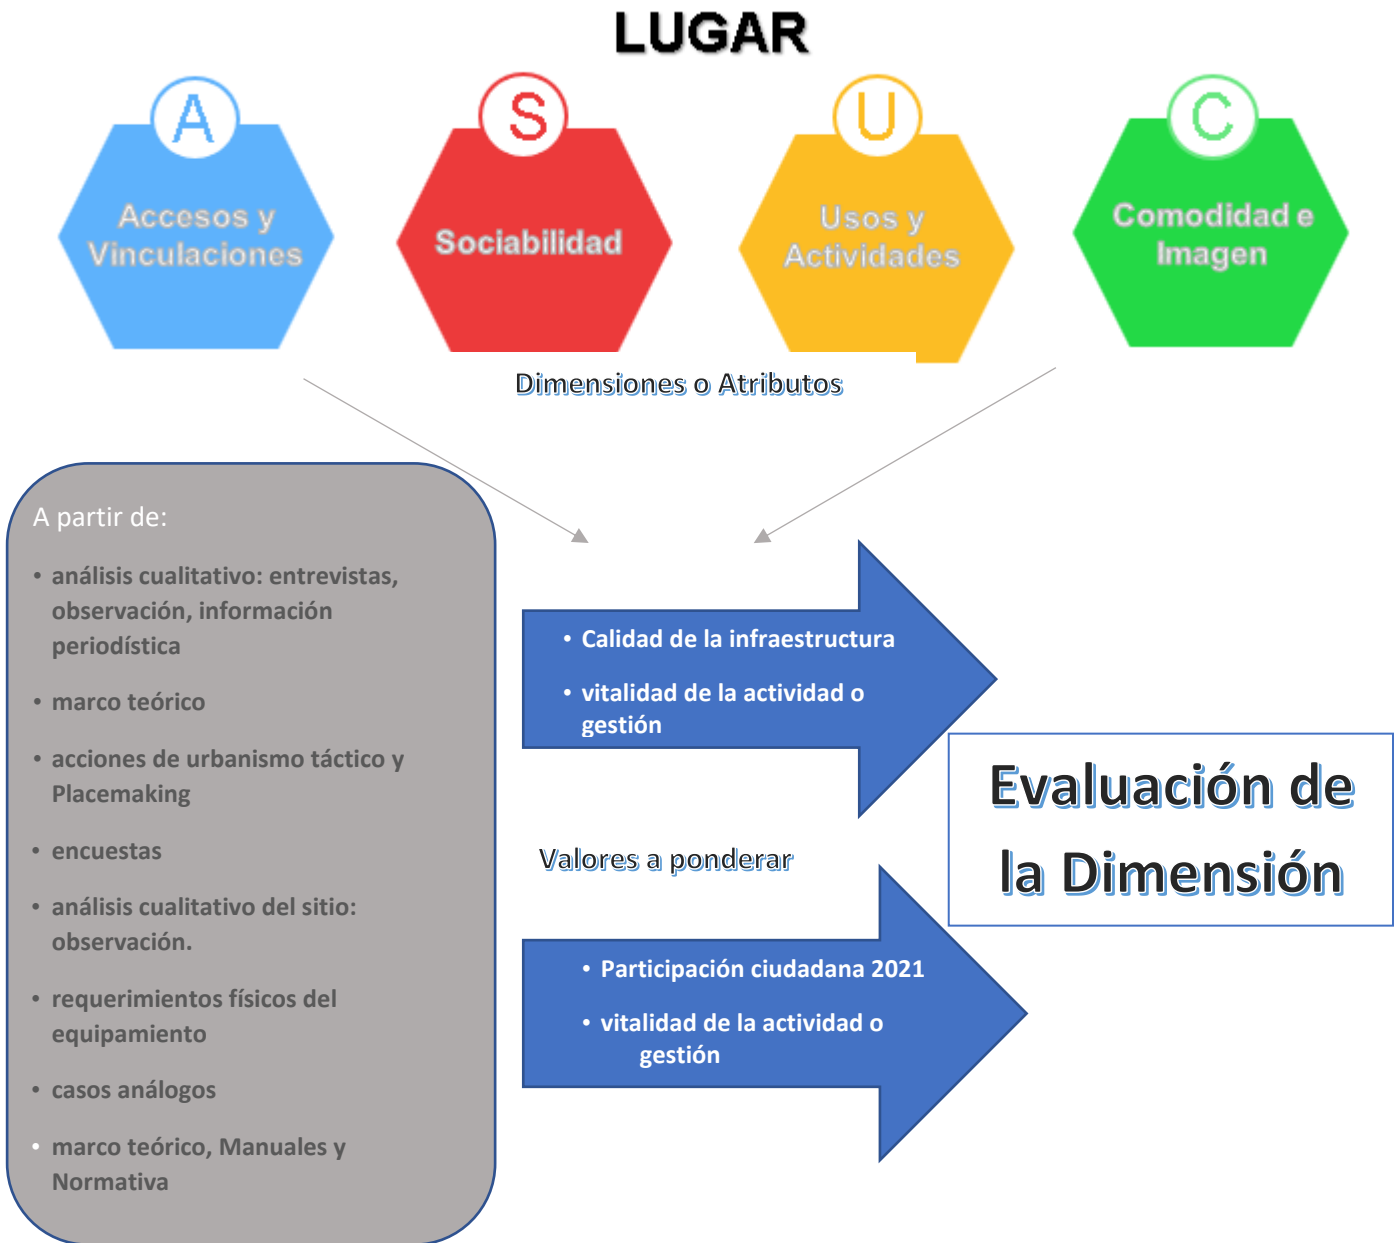 LUGAR
A
Accesos y
Vinculaciones
S
Sociabilidad
U
Usos y
Actividades
C
Comodidad e
Imagen
Dimensiones o Atributos
A partir de:
• análisis cualitativo: entrevistas,
observación, información
periodística
• marco teórico
• acciones de urbanismo táctico y
Placemaking
• encuestas
• análisis cualitativo del sitio:
observación.
• requerimientos físicos del
equipamiento
• casos análogos
• marco teórico, Manuales y
Normativa
• Calidad de la infraestructura
• vitalidad de la actividad o
gestión
Valores a ponderar
• Participación ciudadana 2021
• vitalidad de la actividad o
gestión
Evaluación de
la Dimensión